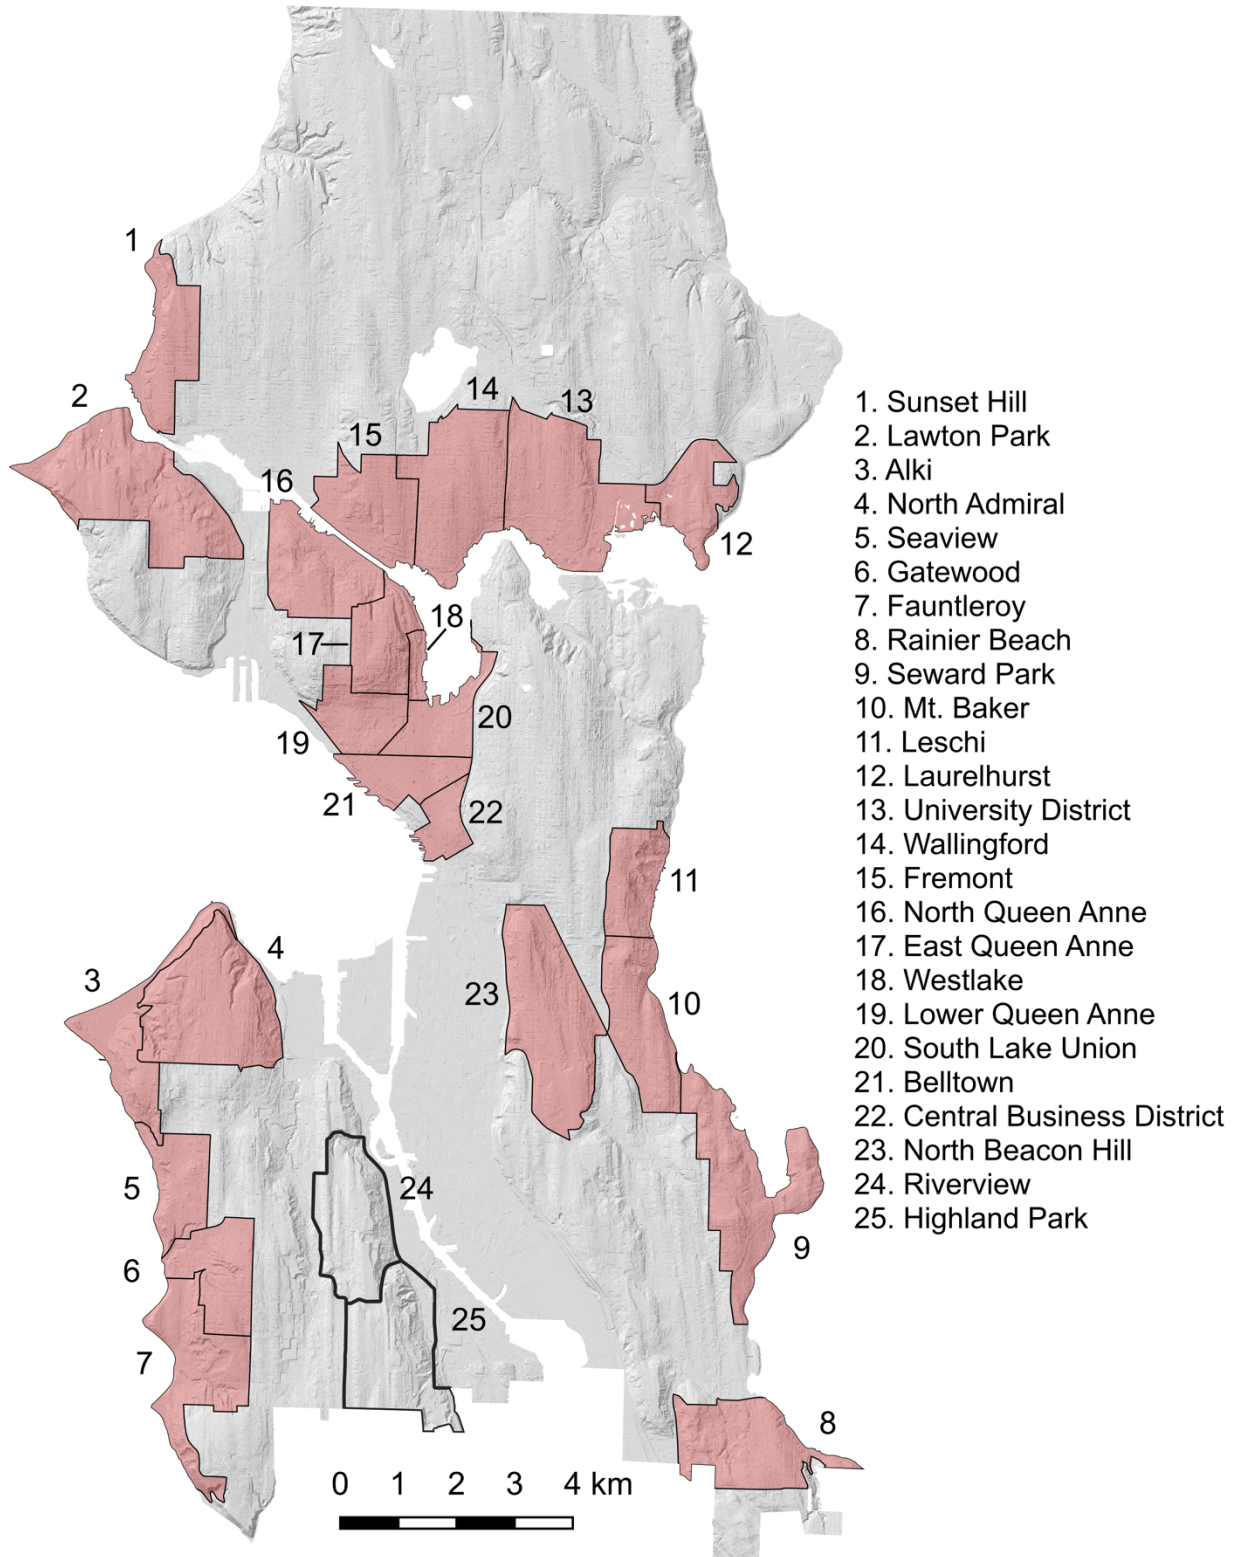 1
2
14
13
15
16
12
18
17
20
19
21
22
11
4
3
23
10
24
5
9
6
25
7
8
0 1 2 3 4 km
1. Sunset Hill
2. Lawton Park
3. Alki
4. North Admiral
5. Seaview
6. Gatewood
7. Fauntleroy
8. Rainier Beach
9. Seward Park
10. Mt. Baker
11. Leschi
12. Laurelhurst
13. University District
14. Wallingford
15. Fremont
16. North Queen Anne
17. East Queen Anne
18. Westlake
19. Lower Queen Anne
20. South Lake Union
21. Belltown
22. Central Business District
23. North Beacon Hill
24. Riverview
25. Highland Park